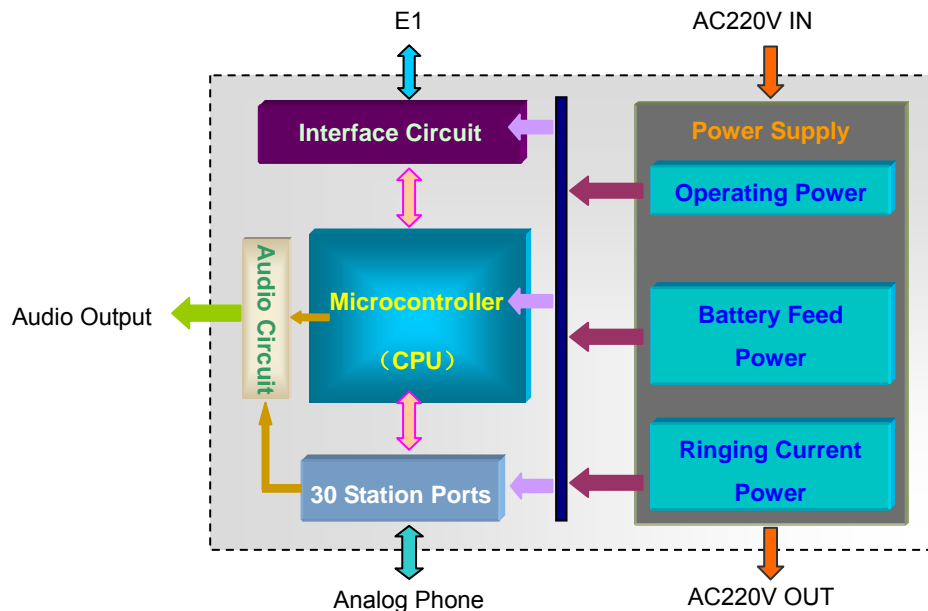 E1
AC220V IN
Interface Circuit
Power Supply
Operating Power
Audio Circuit
Microcontroller
（CPU）
Audio Output
Battery Feed
Power
30 Station Ports
Ringing Current
Power
Analog Phone
AC220V OUT